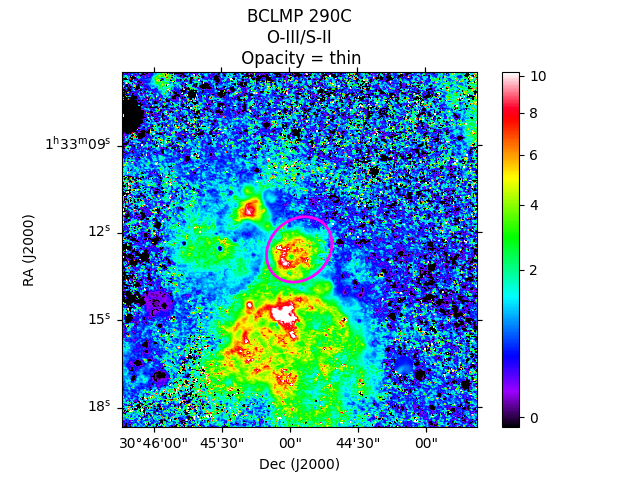 BCLMP 290C
O-III/S-II
Opacity = thin
10
8
6
4
2
0
1ʰ33ᵐ09ˢ
12ˢ
15ˢ
18ˢ
RA (J2000)
30°46'00" 45'30" 00" 44'30" 00"
Dec (J2000)